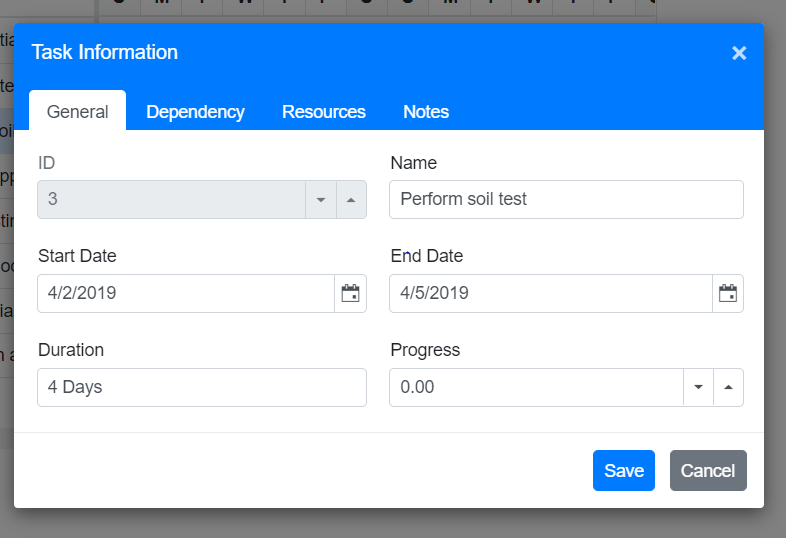 Task Information
General Dependency Resources Notes
ID Name
3 Perform soil test
Start Date End Date
4/2/2019 4/5/2019
Duration Progress
4 Days 0.00
Save Cancel